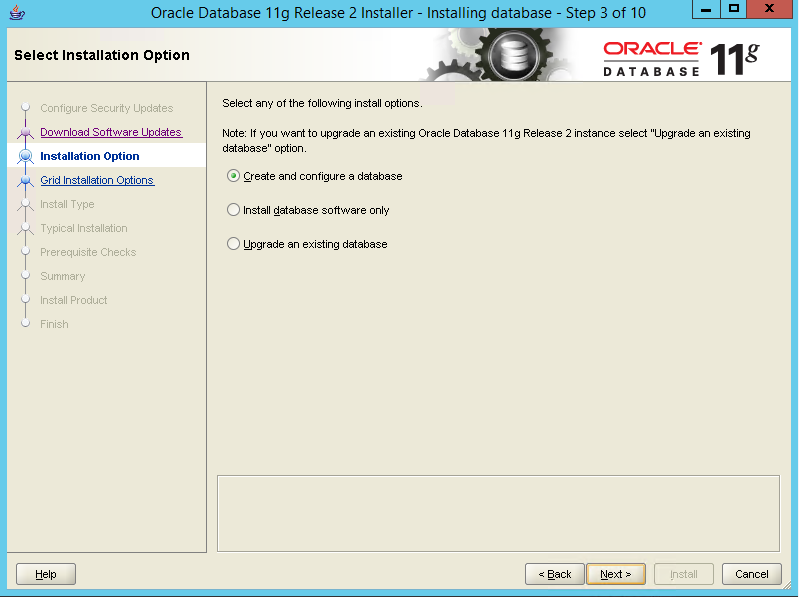 Oracle Database 11g Release 2 Installer - Installing database - Step 3 of 10
Select Installation Option
ORACLE
DATABASE 11g
Configure Security Updates
Download Software Updates
Installation Option
Grid Installation Options
Install Type
Typical Installation
Prerequisite Checks
Summary
Install Product
Finish
Select any of the following install options.
Note: If you want to upgrade an existing Oracle Database 11g Release 2 instance select "Upgrade an existing
database" option.
Create and configure a database
Install database software only
Upgrade an existing database
Help
< Back
Next >
Install
Cancel